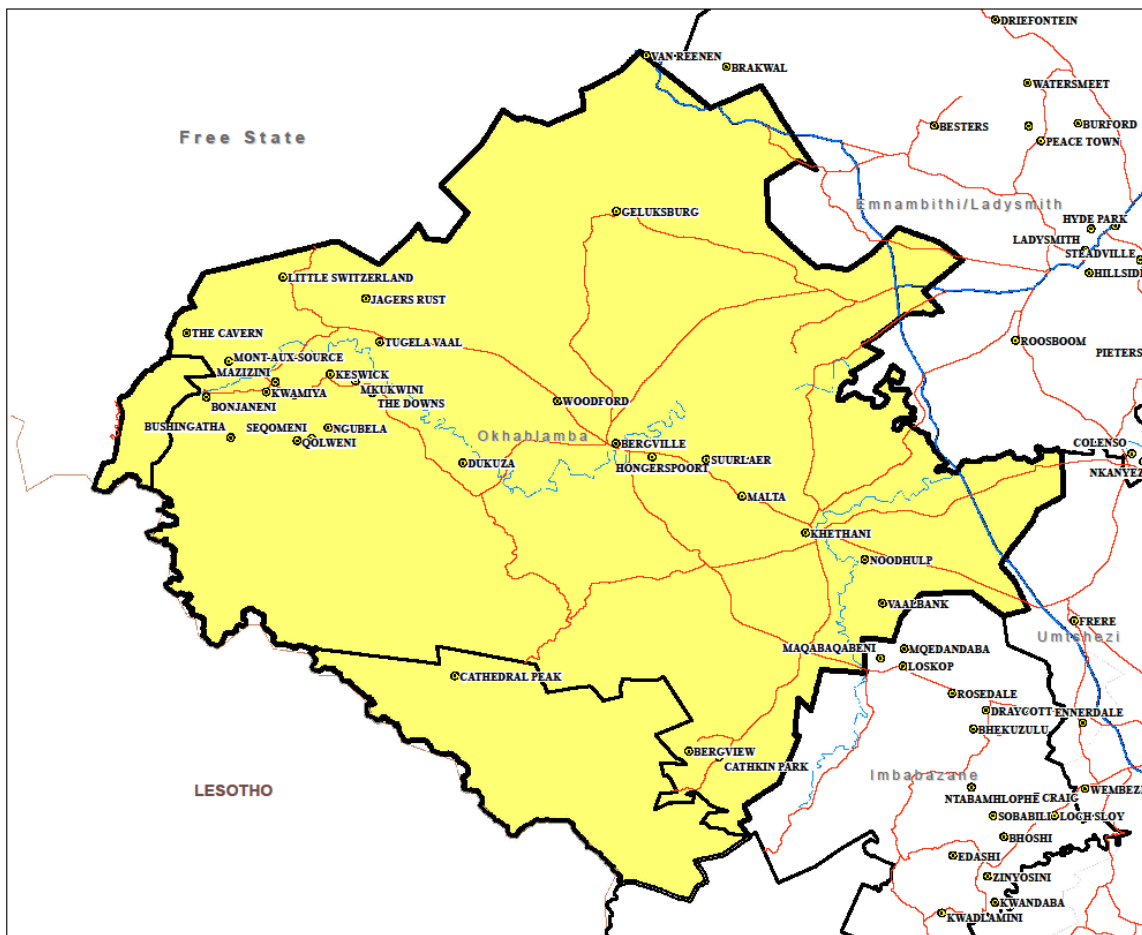 DRIEFONTEIN
VAN REENEN
BRAKWAL
WATERSMEET
Free State
BESTERS
BURFORD
PEACE TOWN
Emnambithi/Ladysmith
GELUKSBURG
HYDE PARK
LADYSMITH
STEADVILLE
LITTLE SWITZERLAND
HILLSIDE
JAGERS RUST
THE CAVERN
TUGELA VAAL
ROOSBOOM
PIETERS
MONT-AUX-SOURCE
MAZIZINI
KESWICK
KWAMIYA
MKUKWINI
BONJANENI
THE DOWNS
WOODFORD
BUSHINGATHA
SEQOMENI
NGUBELA
QOLWENI
Okhahlamba
BERGVILLE
COLENSO
HONGERSPOORT
SUURLAER
DUKUZA
NKANYEZ
MALTA
KHETHANI
NOODHULP
VAALBANK
FRERE
Umtshezi
MAQABAQABENI
MQEDANDABA
LOSKOP
CATHEDRAL PEAK
ROSEDALE
DRAYCOTT
ENNERDALE
BHEKUZULU
BERGVIEW
CATHKIN PARK
Imbabazane
LESOTHO
NTABAMHLOPHE
CRAIG
WEMBEZI
SOBABILI
LOCH SLOY
BHOSHI
EDASHI
ZINYOSINI
KWANDABA
KWADLAMINI